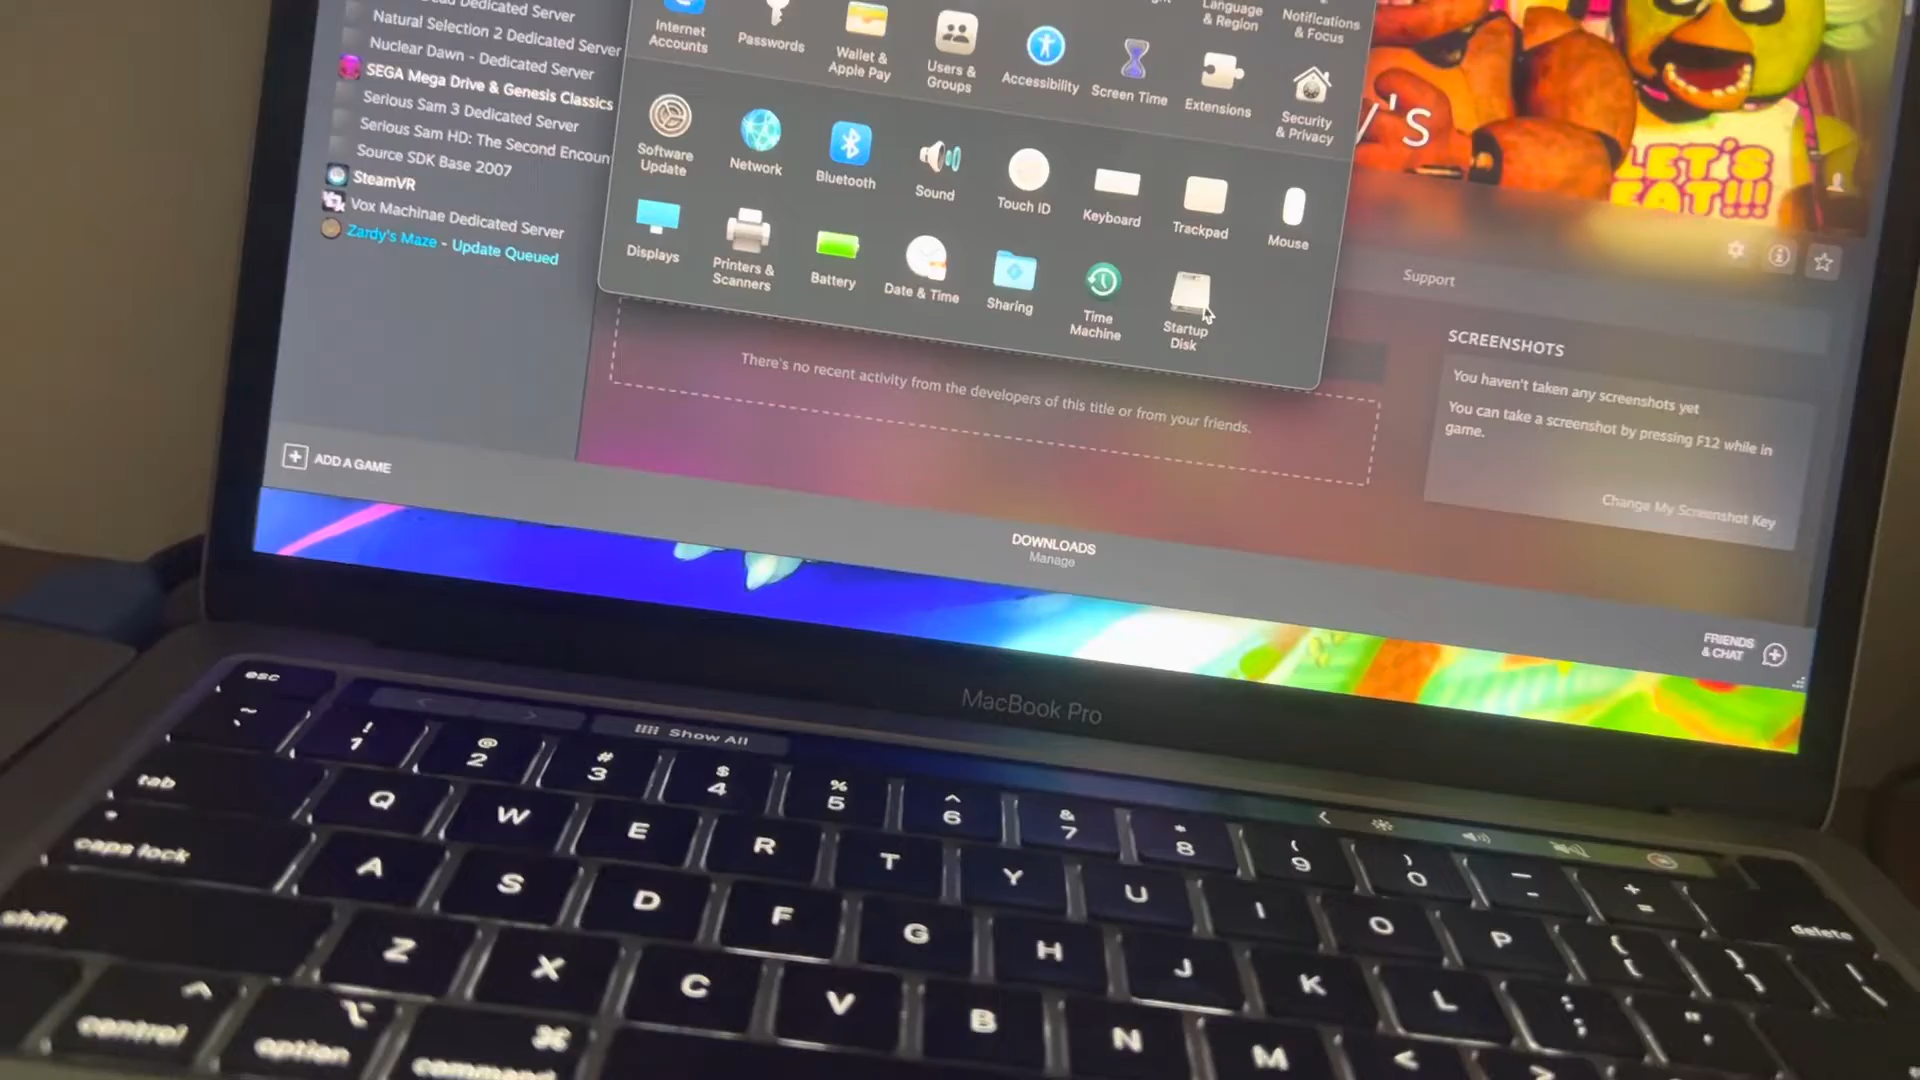 Dedicated Server
Natural Selection 2 Dedicated Server
Nuclear Dawn - Dedicated Server
SEGA Mega Drive & Genesis Classics
Serious Sam 3 Dedicated Server
Serious Sam HD: The Second Encoun
Source SDK Base 2007
SteamVR
Vox Machinae Dedicated Server
Zardy's Maze - Update Queued
Internet
Accounts
Passwords
Wallet &
Apple Pay
Users &
Groups
Accessibility
Screen Time
Language
& Region
Extensions
Notifications
& Focus
Security
& Privacy
Software
Update
Network
Bluetooth
Sound
Touch ID
Keyboard
Trackpad
Mouse
Displays
Printers &
Scanners
Battery
Date & Time
Sharing
Time
Machine
Startup
Disk
y's
LET'S
EAT!!!
Support
SCREENSHOTS
You haven't taken any screenshots yet
You can take a screenshot by pressing F12 while in
game.
Change My Screenshot Key
There's no recent activity from the developers of this title or from your friends.
+ ADD A GAME
DOWNLOADS
Manage
FRIENDS
& CHAT
MacBook Pro
esc
< > Show All
~ `
! 1
@ 2
# 3
$ 4
% 5
^ 6
& 7
* 8
( 9
) 0
_ -
+ =
delete
tab
Q W E R T Y U I O P { [ } ] | \
caps lock
A S D F G H J K L : ; " '
shift
Z X C V B N M < >
control
option
⌘
command